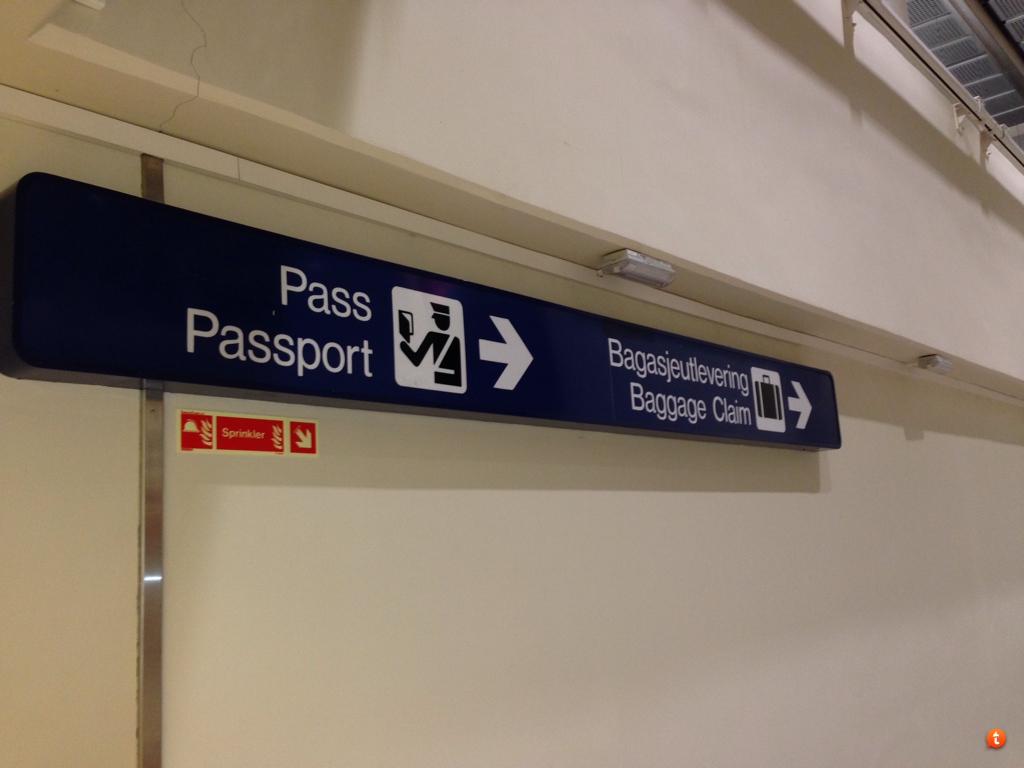 Pass
Passport
Bagasjeutlevering
Baggage Claim
Sprinkler
t